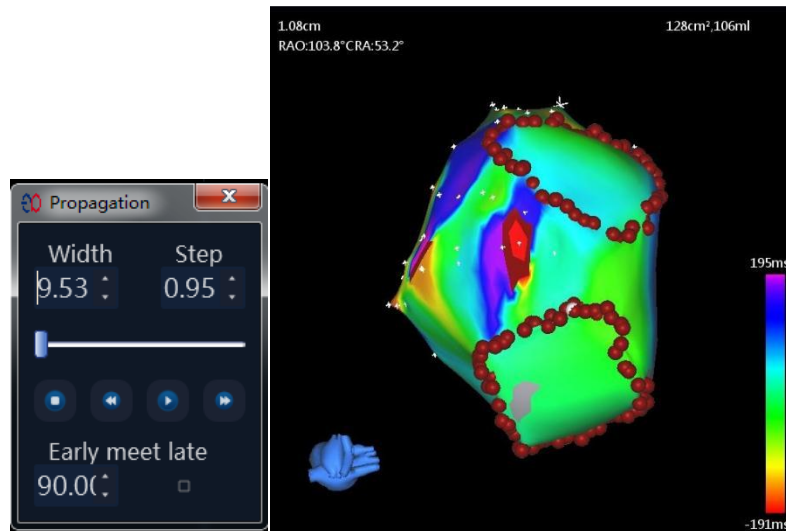 1.08cm
128cm²,106ml
RAO:103.8°CRA:53.2°
Propagation
Width
Step
9.53
0.95
Early meet late
90.0(
195ms
-191ms